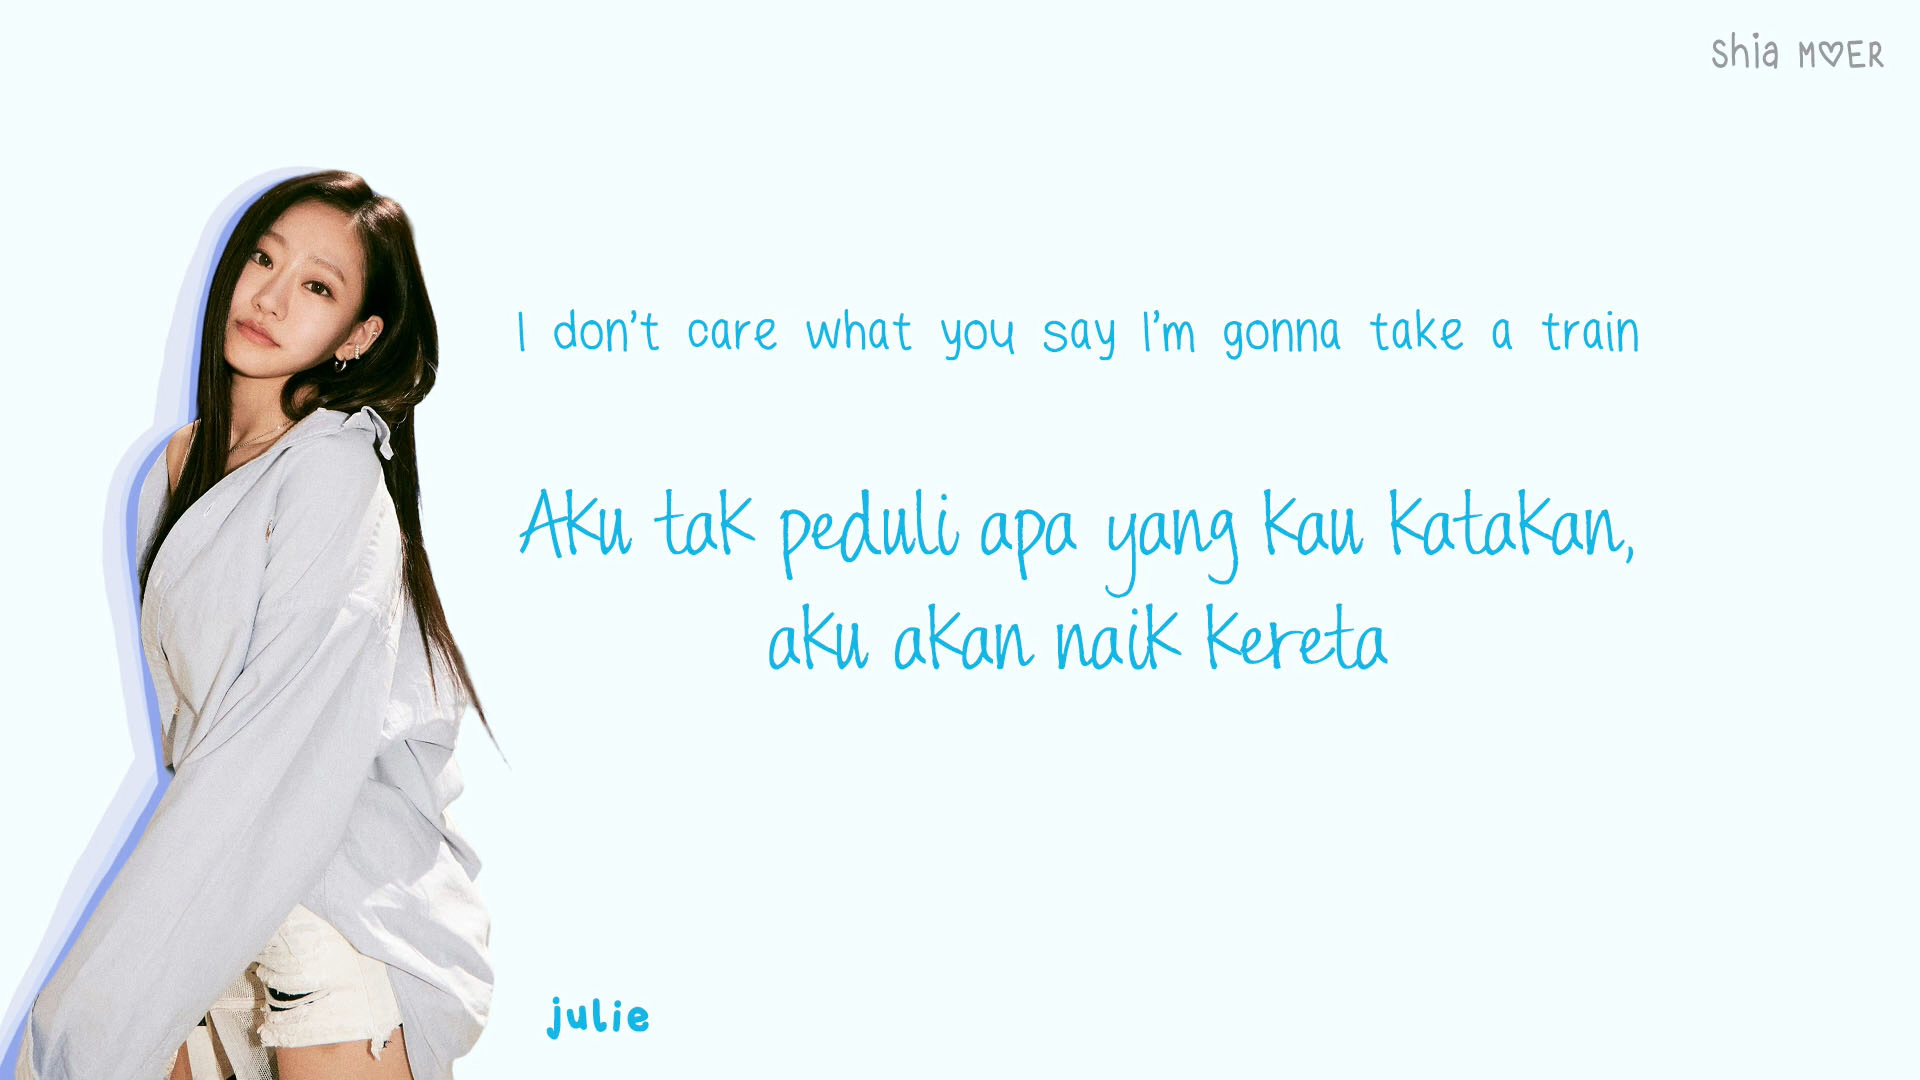 Shia M♡ER
I don't care what you say I'm gonna take a train
Aku tak peduli apa yang kau katakan,
aku akan naik kereta
julie